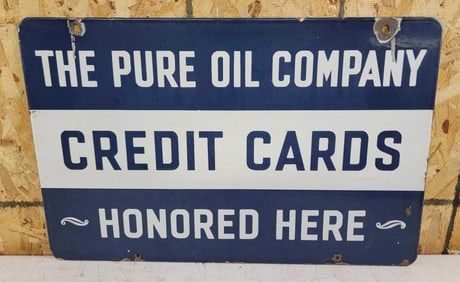 THE PURE OIL COMPANY
CREDIT CARDS
HONORED HERE